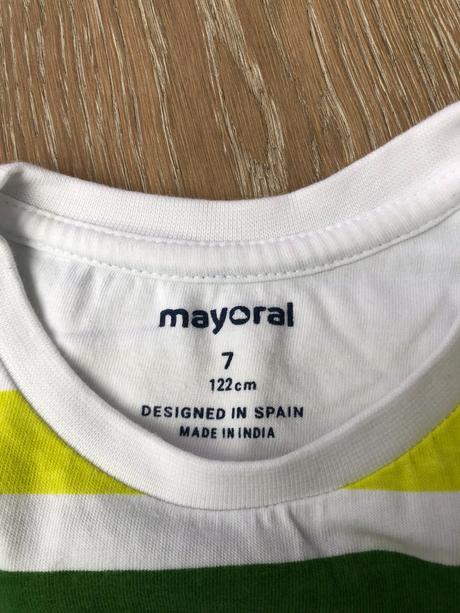 mayoral
7
122cm
DESIGNED IN SPAIN
MADE IN INDIA